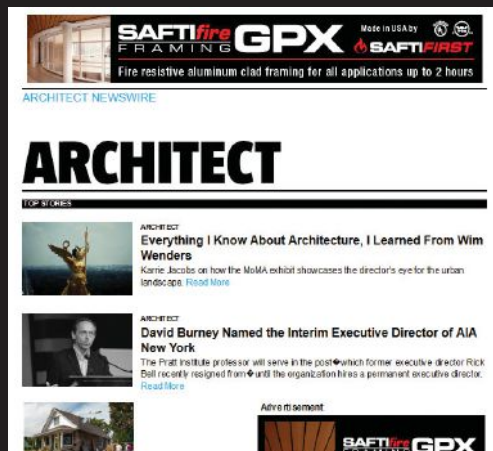 SAFTIfire GPX
FRAMING
Made in USA by
SAFTIFIRST
Fire resistive aluminum clad framing for all applications up to 2 hours
ARCHITECT NEWSWIRE
ARCHITECT
TOP STORIES
ARCHITECT
Everything I Know About Architecture, I Learned From Wim
Wenders
Karrie Jacobs on how the MoMA exhibit showcases the director's eye for the urban
landscape. Read More
ARCHITECT
David Burney Named the Interim Executive Director of AIA
New York
The Pratt Institute professor will serve in the post�which former executive director Rick
Bell recently resigned from�until the organization hires a permanent executive director.
Read More
Advertisement
SAFTIfire GPX
FRAMING